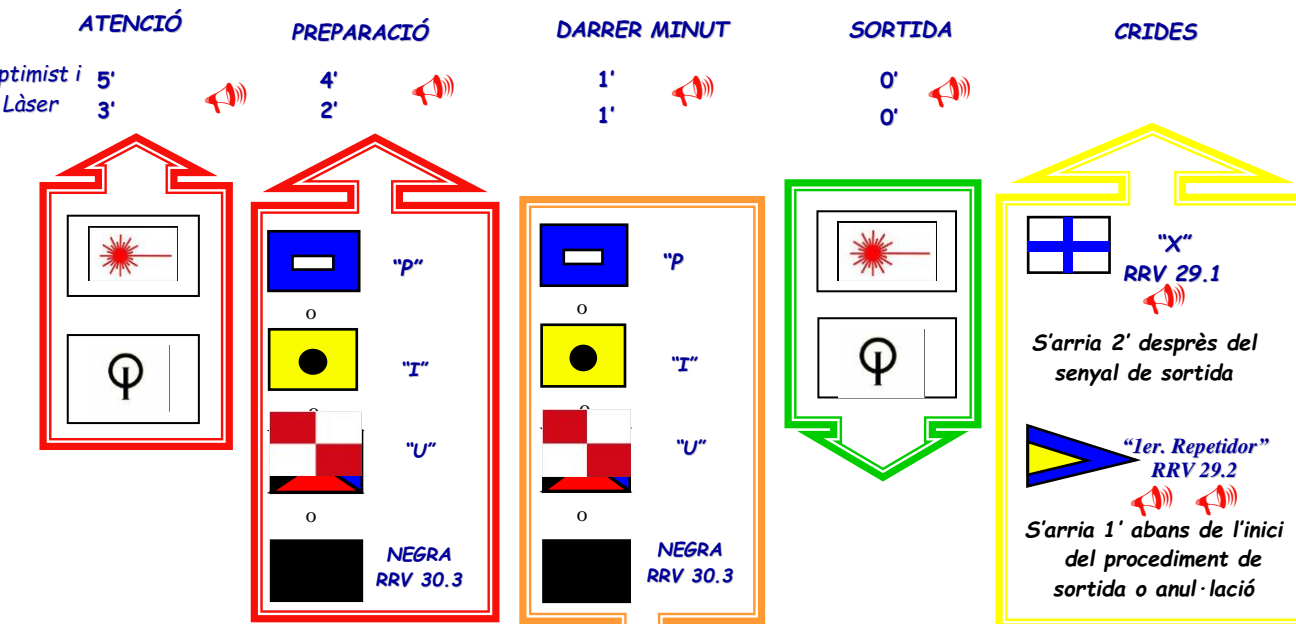 ATENCIÓ
PREPARACIÓ
DARRER MINUT
SORTIDA
CRIDES
ptimist i 5' 4' 1' 0'
Làser 3' 2' 1' 0'
"P"
o
"I"
o
"U"
o
NEGRA
RRV 30.3
"P
o
"I"
o
"U"
o
NEGRA
RRV 30.3
"X"
RRV 29.1
S'arria 2' desprès del
senyal de sortida
"1er. Repetidor"
RRV 29.2
S'arria 1' abans de l'inici
del procediment de
sortida o anul·lació